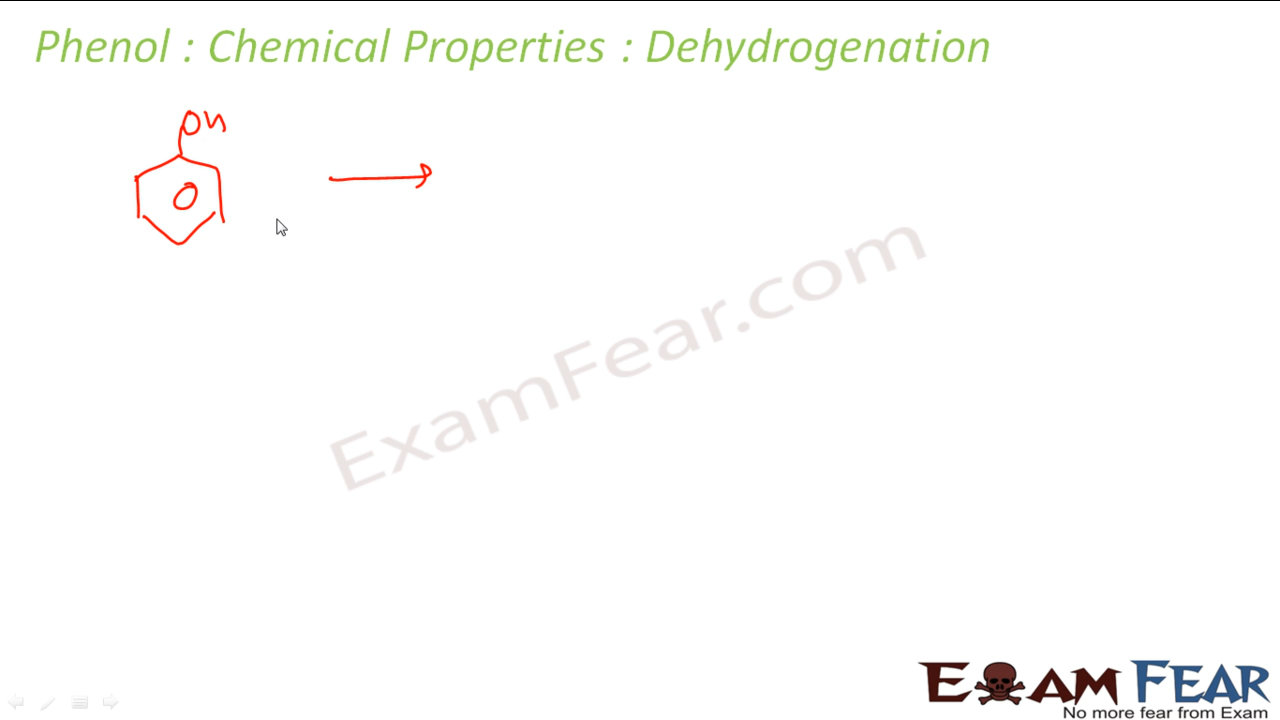 Phenol : Chemical Properties : Dehydrogenation
OH
ExamFear.com
EXAM FEAR
No more fear from Exam